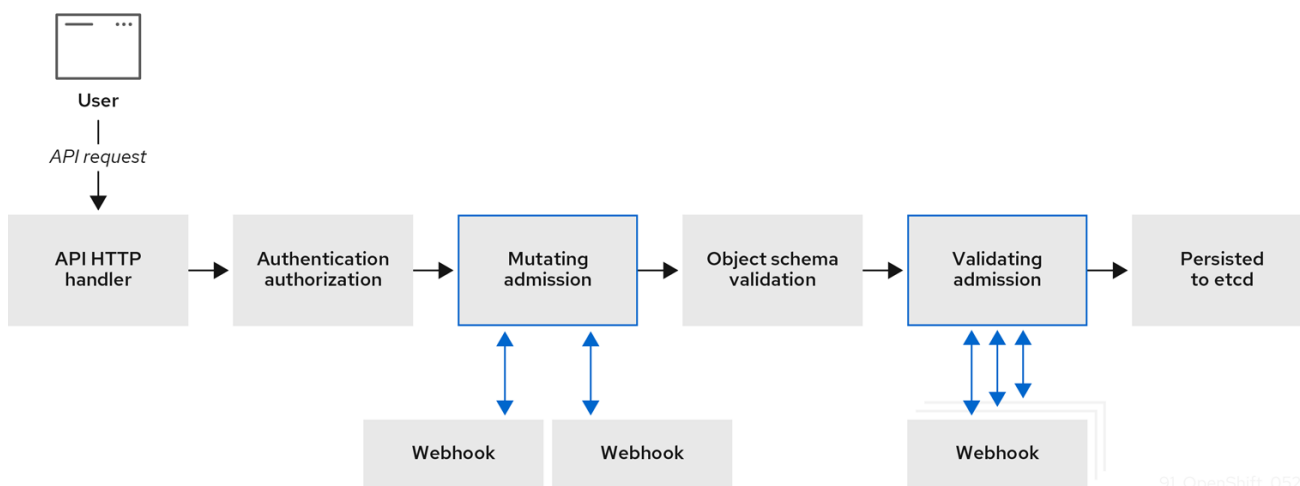 User
API request
API HTTP
handler
Authentication
authorization
Mutating
admission
Object schema
validation
Validating
admission
Persisted
to etcd
Webhook
Webhook
Webhook
91_OpenShift_052